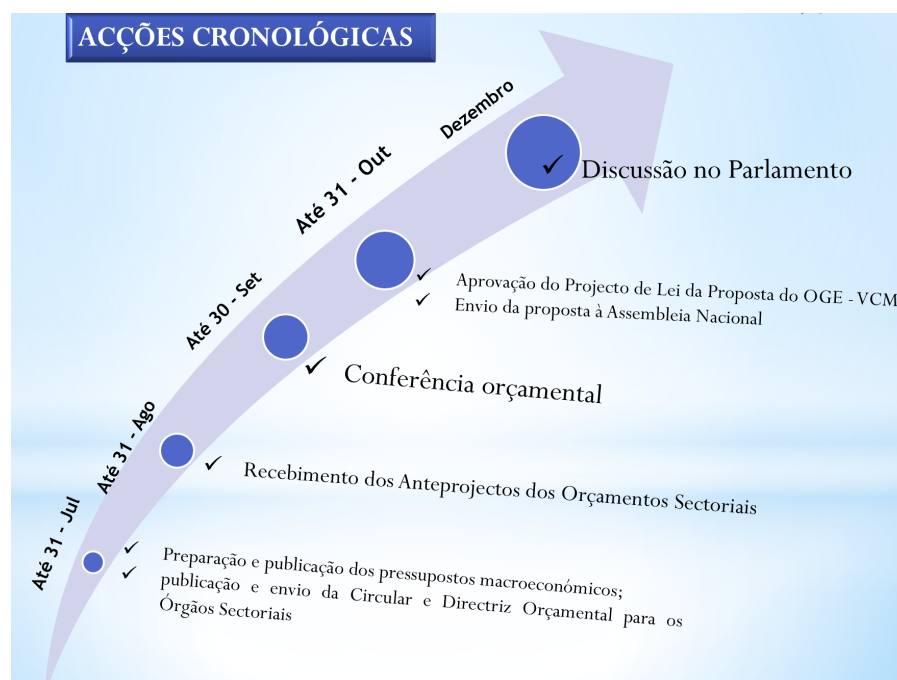 ACÇÕES CRONOLÓGICAS
Dezembro
Discussão no Parlamento
Até 31 - Out
Aprovação do Projecto de Lei da Proposta do OGE - VCM
Envio da proposta à Assembleia Nacional
Até 30 - Set
Conferência orçamental
Até 31 - Ago
Recebimento dos Anteprojectos dos Orçamentos Sectoriais
Até 31 - Jul
Preparação e publicação dos pressupostos macroeconómicos;
publicação e envio da Circular e Directriz Orçamental para os
Órgãos Sectoriais